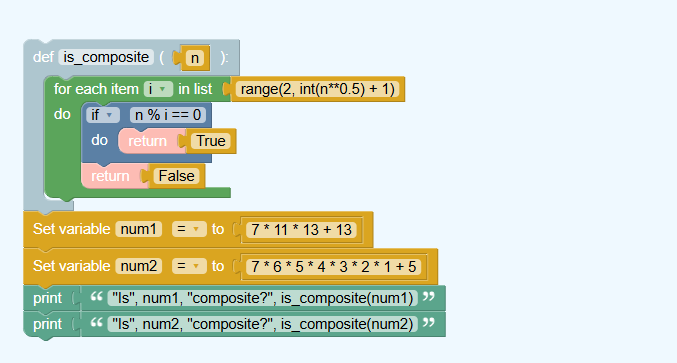 def is_composite ( n ):
for each item i in list range(2, int(n**0.5) + 1)
do if n % i == 0
do return True
return False
Set variable num1 = to 7 * 11 * 13 + 13
Set variable num2 = to 7 * 6 * 5 * 4 * 3 * 2 * 1 + 5
print “ "Is", num1, "composite?", is_composite(num1) ”
print “ "Is", num2, "composite?", is_composite(num2) ”